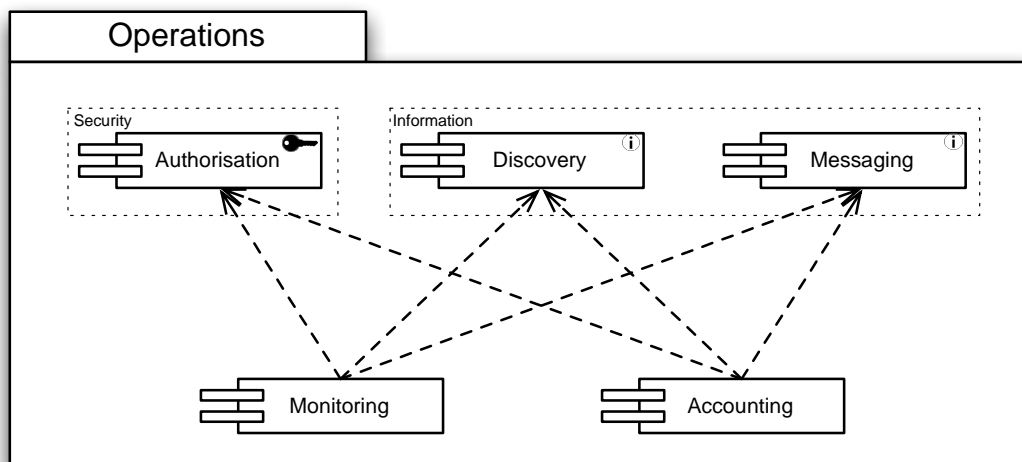 Operations
Security
Information
Authorisation
Discovery
i
Messaging
i
Monitoring
Accounting